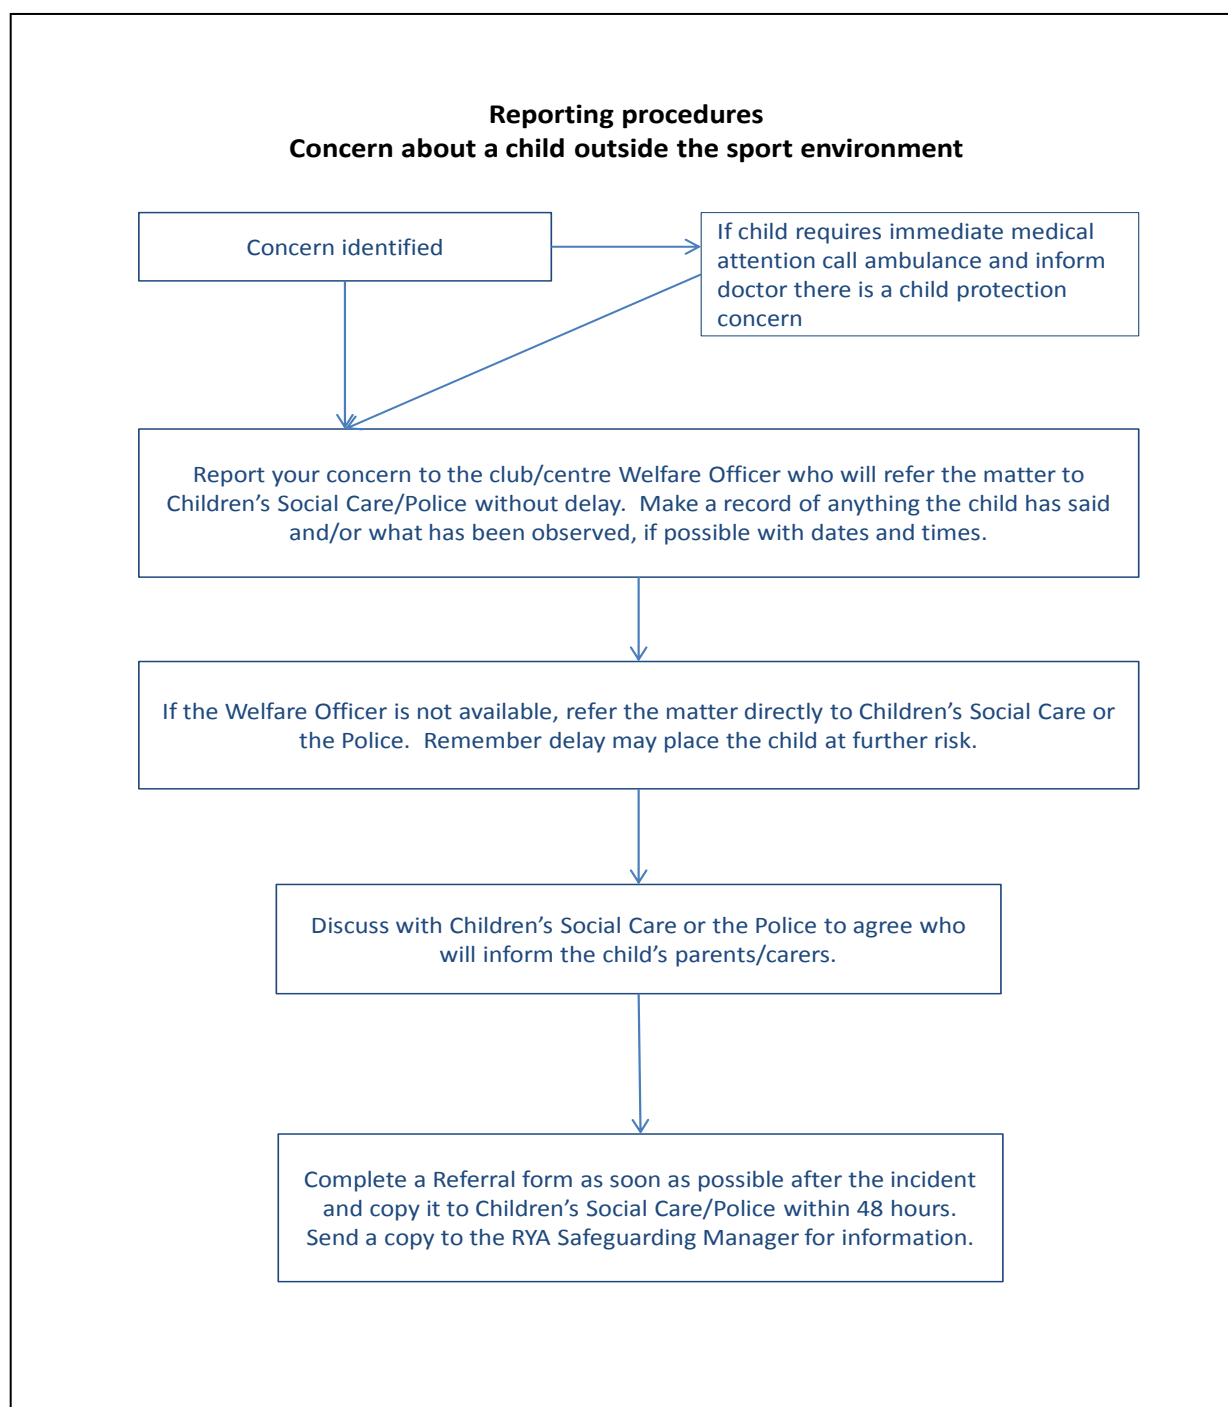 Reporting procedures
Concern about a child outside the sport environment
Concern identified
If child requires immediate medical
attention call ambulance and inform
doctor there is a child protection
concern
Report your concern to the club/centre Welfare Officer who will refer the matter to
Children’s Social Care/Police without delay.  Make a record of anything the child has said
and/or what has been observed, if possible with dates and times.
If the Welfare Officer is not available, refer the matter directly to Children’s Social Care or
the Police.  Remember delay may place the child at further risk.
Discuss with Children’s Social Care or the Police to agree who
will inform the child’s parents/carers.
Complete a Referral form as soon as possible after the incident
and copy it to Children’s Social Care/Police within 48 hours.
Send a copy to the RYA Safeguarding Manager for information.